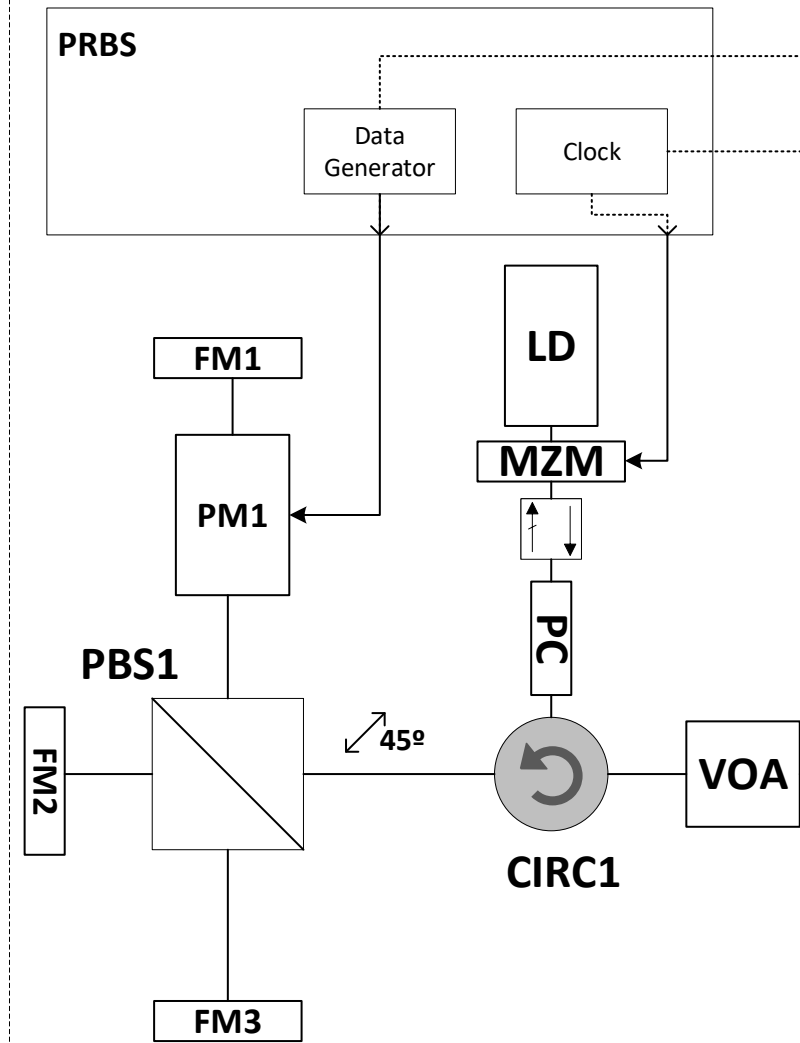 PRBS
Data
Generator
Clock
LD
FM1
MZM
PM1
PC
PBS1
45º
FM2
VOA
CIRC1
FM3